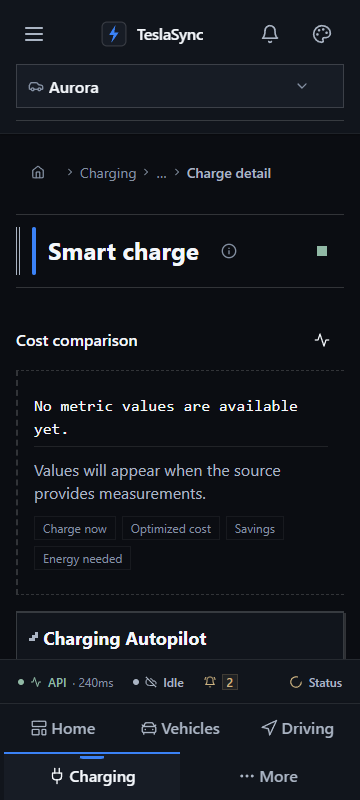 TeslaSync
Aurora
Charging > ... > Charge detail
Smart charge
Cost comparison
No metric values are available
yet.
Values will appear when the source
provides measurements.
Charge now
Optimized cost
Savings
Energy needed
Charging Autopilot
API · 240ms
Idle
2
Status
Home
Vehicles
Driving
Charging
More